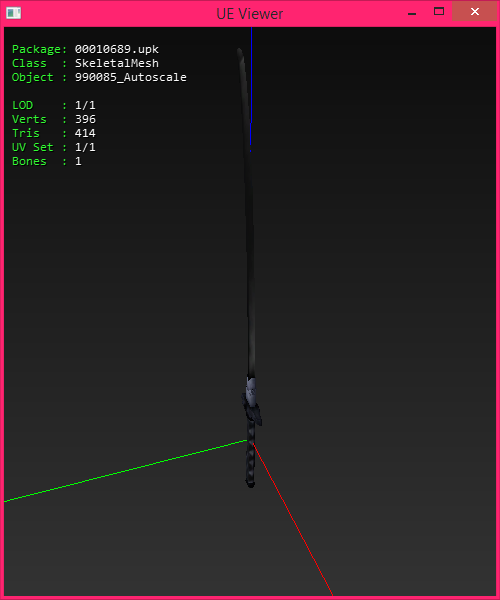 UE Viewer
Package: 00010689.upk
Class : SkeletalMesh
Object : 990085_Autoscale
LOD : 1/1
Verts : 396
Tris : 414
UV Set : 1/1
Bones : 1